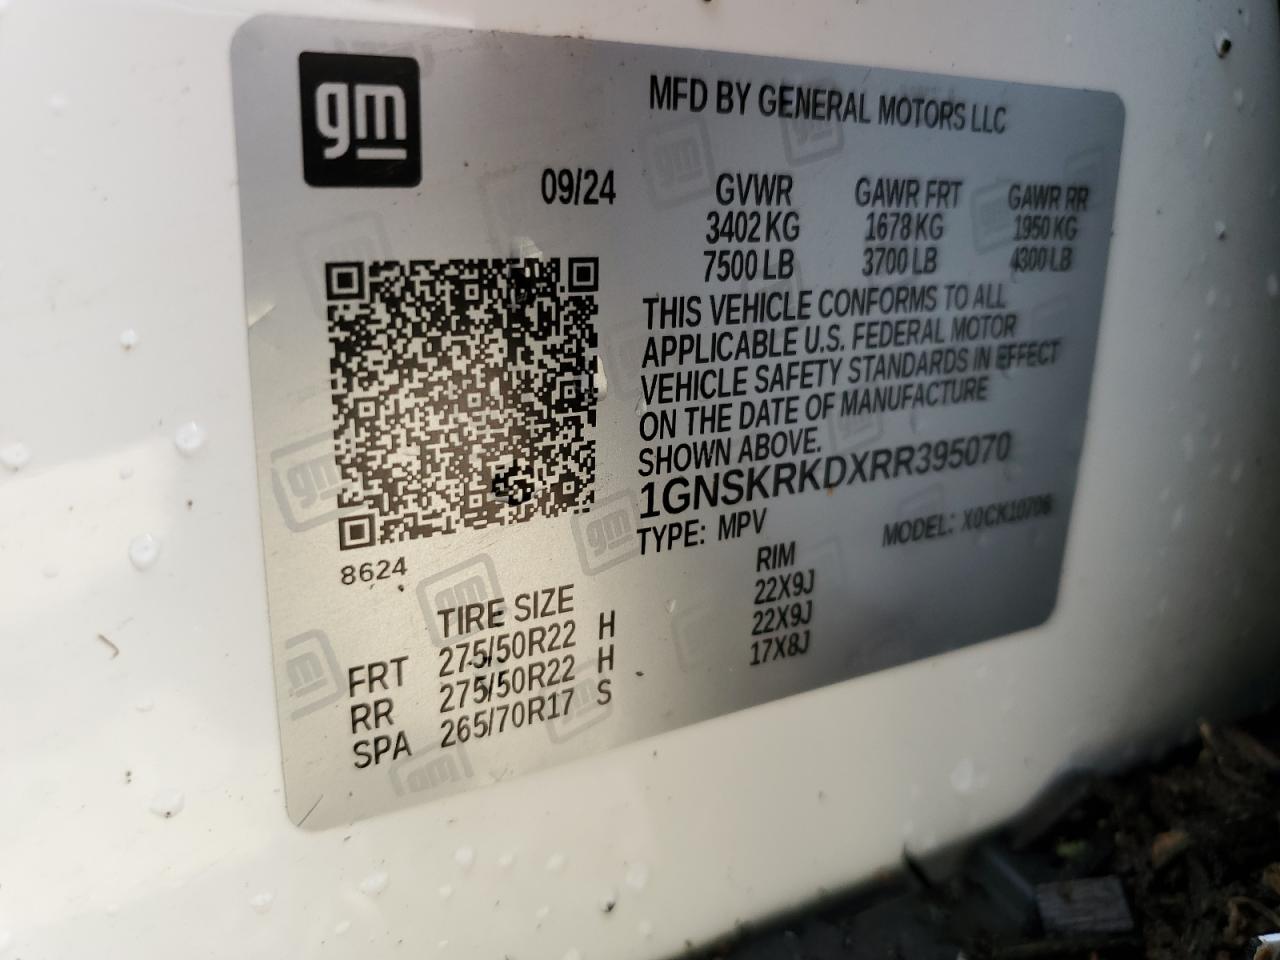 gm
MFD BY GENERAL MOTORS LLC
09/24
GVWR GAWR FRT GAWR RR
3402 KG 1678 KG 1950 KG
7500 LB 3700 LB 4300 LB
THIS VEHICLE CONFORMS TO ALL
APPLICABLE U.S. FEDERAL MOTOR
VEHICLE SAFETY STANDARDS IN EFFECT
ON THE DATE OF MANUFACTURE
SHOWN ABOVE.
1GNSKRKDXRR395070
TYPE: MPV MODEL: X0CK10706
8624
TIRE SIZE RIM
FRT 275/50R22 H 22X9J
RR 275/50R22 H 22X9J
SPA 265/70R17 S 17X8J